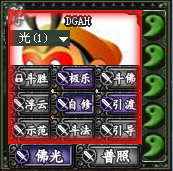 DGAH
光(1)
斗胜 极乐 斗佛
浮云 自修 引渡
示范 斗法 引导
佛光 普照